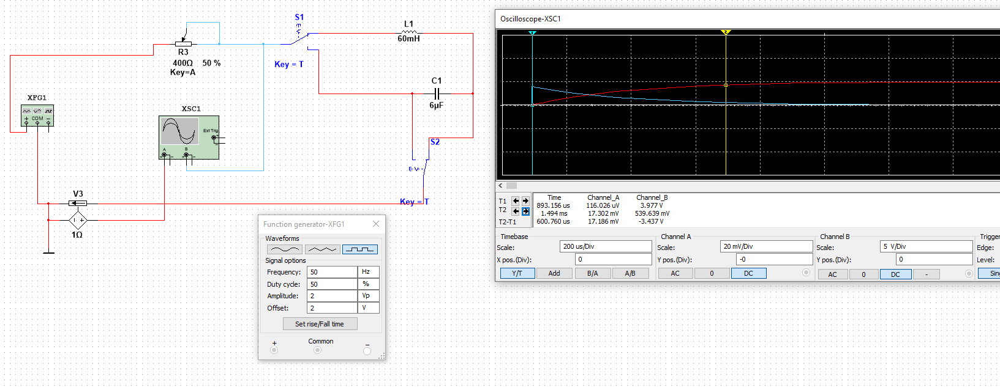 S1
R3
400Ω 50 %
Key=A
Key = T
L1
60mH
C1
6µF
XFG1
COM
XSC1
Ext Trig
A B
S2
Key = T
V3
1Ω
Function generator-XFG1
Waveforms
Signal options
Frequency: 50 Hz
Duty cycle: 50 %
Amplitude: 2 Vp
Offset: 2 V
Set rise/Fall time
+ Common −
Oscilloscope-XSC1
1 2
Time Channel_A Channel_B
T1 893.156 us 116.026 uV 3.977 V
T2 1.494 ms 17.302 mV 539.639 mV
T2-T1 600.760 us 17.186 mV -3.437 V
Timebase
Scale: 200 us/Div
X pos.(Div): 0
Y/T Add B/A A/B
Channel A
Scale: 20 mV/Div
Y pos.(Div): -0
AC 0 DC
Channel B
Scale: 5 V/Div
Y pos.(Div): 0
AC 0 DC -
Trigger
Edge:
Level:
Sin